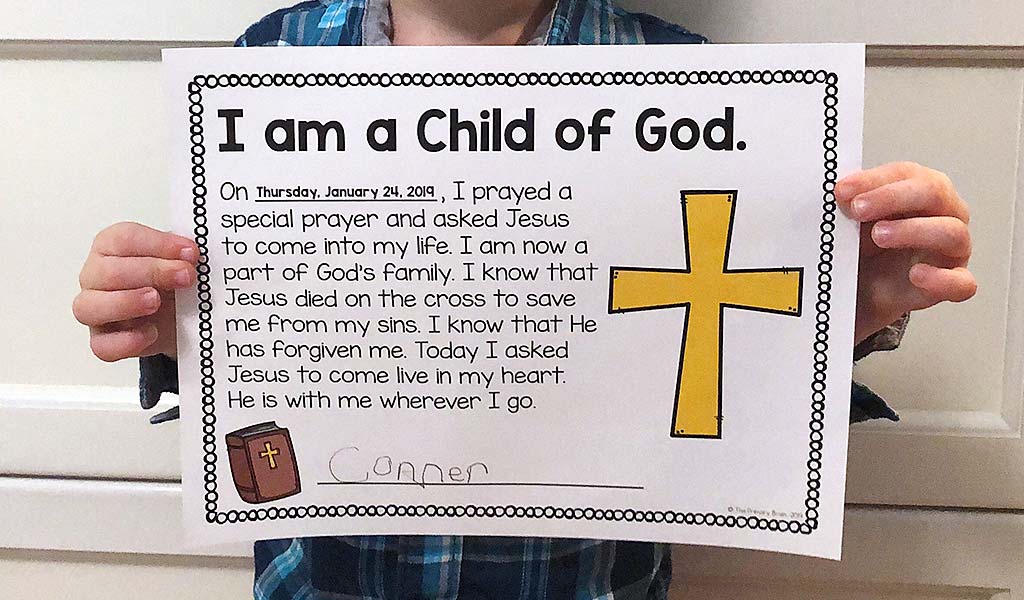 I am a Child of God.
On Thursday, January 24, 2019, I prayed a
special prayer and asked Jesus
to come into my life. I am now a
part of God's family. I know that
Jesus died on the cross to save
me from my sins. I know that He
has forgiven me. Today I asked
Jesus to come live in my heart.
He is with me wherever I go.
Conner
© The Primary Brain, 2019